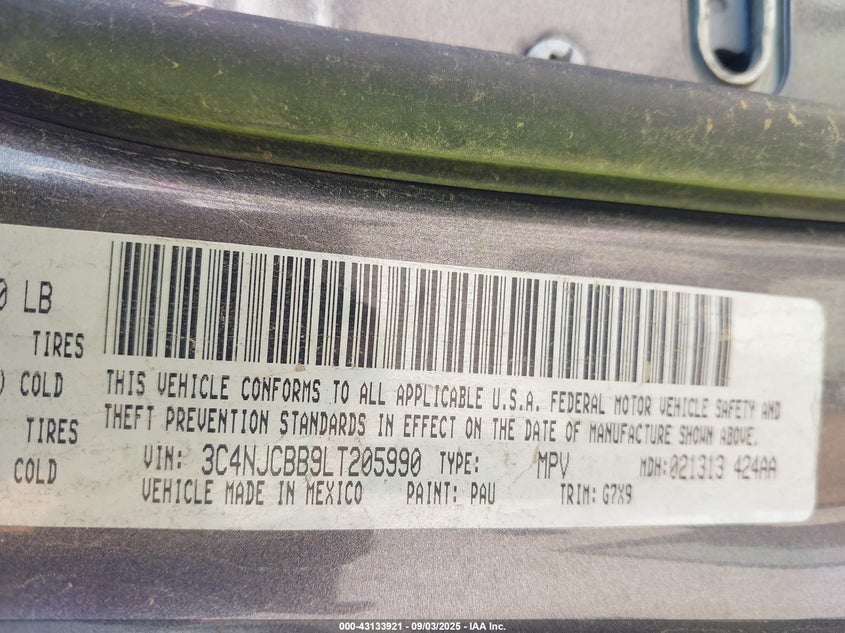 0 LB
TIRES
) COLD
TIRES
COLD
THIS VEHICLE CONFORMS TO ALL APPLICABLE U.S.A. FEDERAL MOTOR VEHICLE SAFETY AND
THEFT PREVENTION STANDARDS IN EFFECT ON THE DATE OF MANUFACTURE SHOWN ABOVE.
VIN: 3C4NJCBB9LT205990 TYPE: MPV MDH:021313 424AA
VEHICLE MADE IN MEXICO PAINT: PAU TRIM: G7X9
000-43133921 - 09/03/2025 - IAA Inc.